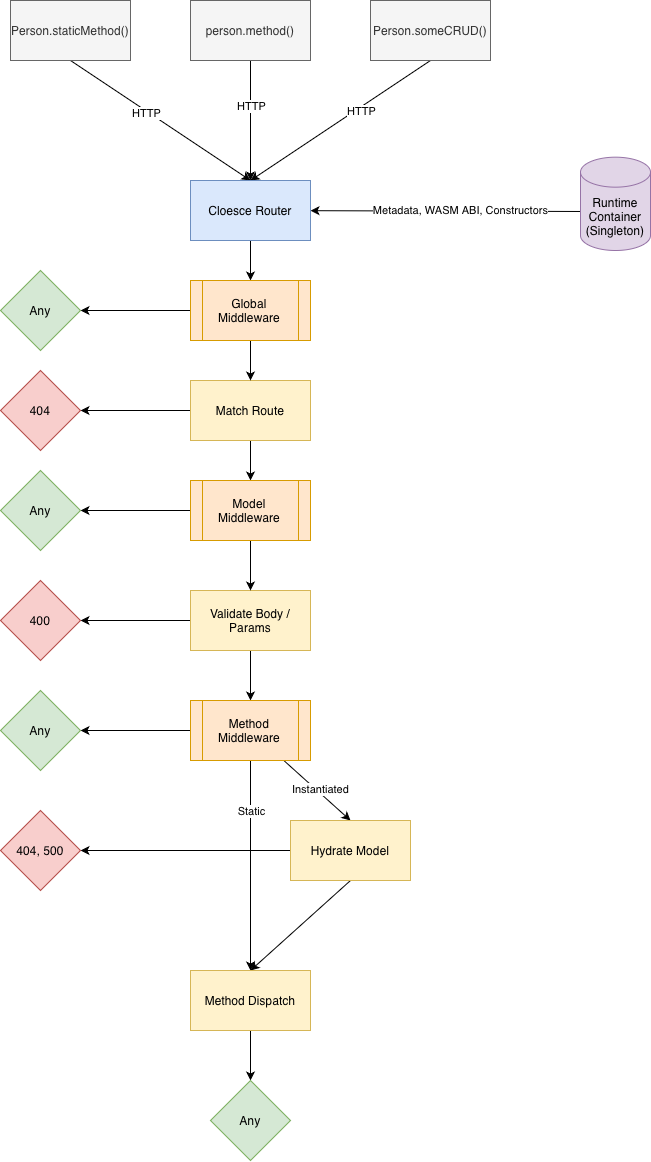 Person.staticMethod()
person.method()
Person.someCRUD()
HTTP
HTTP
HTTP
Cloesce Router
Metadata, WASM ABI, Constructors
Runtime
Container
(Singleton)
Any
Global
Middleware
404
Match Route
Any
Model
Middleware
400
Validate Body /
Params
Any
Method
Middleware
Instantiated
Static
404, 500
Hydrate Model
Method Dispatch
Any